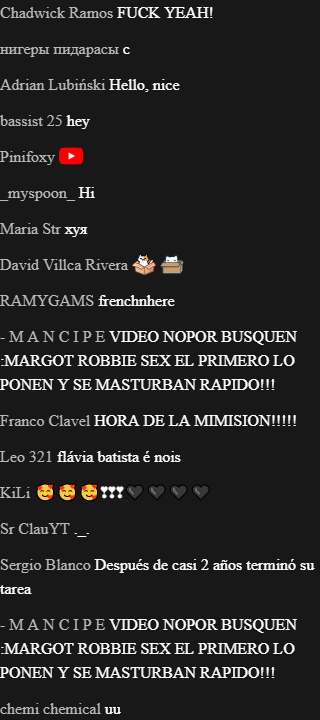 Chadwick Ramos FUCK YEAH!
нигеры пидарасы с
Adrian Lubiński Hello, nice
bassist 25 hey
Pinifoxy
_myspoon_ Hi
Maria Str хуя
David Villca Rivera
RAMYGAMS frenchnhere
- M A N C I P E VIDEO NOPOR BUSQUEN
:MARGOT ROBBIE SEX EL PRIMERO LO
PONEN Y SE MASTURBAN RAPIDO!!!
Franco Clavel HORA DE LA MIMISION!!!!!
Leo 321 flávia batista é nois
KiLi 🥰 🥰 🥰❣❣❣🖤 🖤 🖤 🖤
Sr ClauYT ._.
Sergio Blanco Después de casi 2 años terminó su
tarea
- M A N C I P E VIDEO NOPOR BUSQUEN
:MARGOT ROBBIE SEX EL PRIMERO LO
PONEN Y SE MASTURBAN RAPIDO!!!
chemi chemical uu